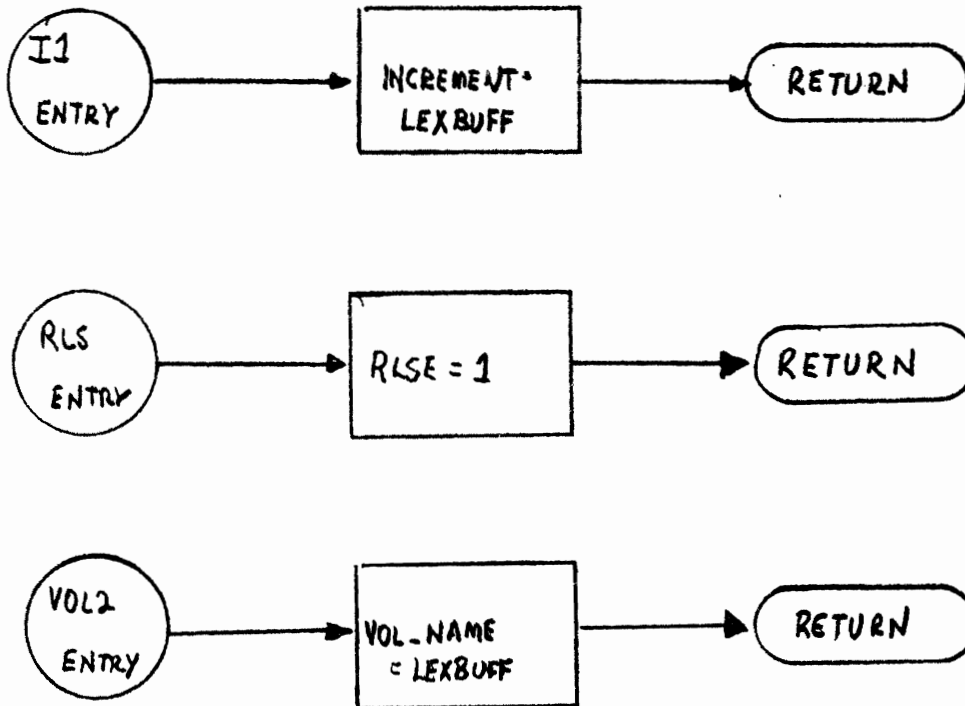 I1
ENTRY
INCREMENT=
LEXBUFF
RETURN
RLS
ENTRY
RLSE = 1
RETURN
VOL2
ENTRY
VOL_NAME
= LEXBUFF
RETURN